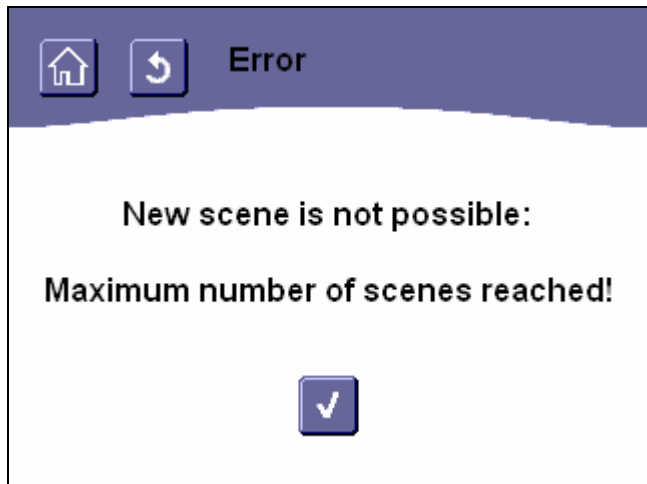 Error
New scene is not possible:
Maximum number of scenes reached!